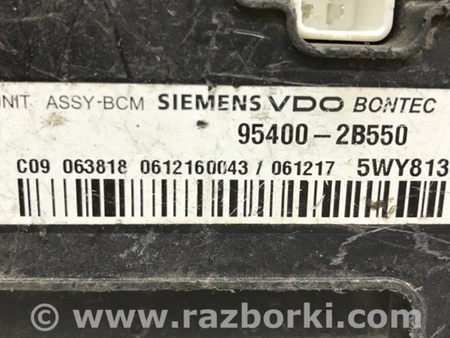 UNIT ASSY-BCM SIEMENS VDO BONTEC
95400-2B550
C09 063818 0612160043 / 061217 5WY813
© www.razborki.com